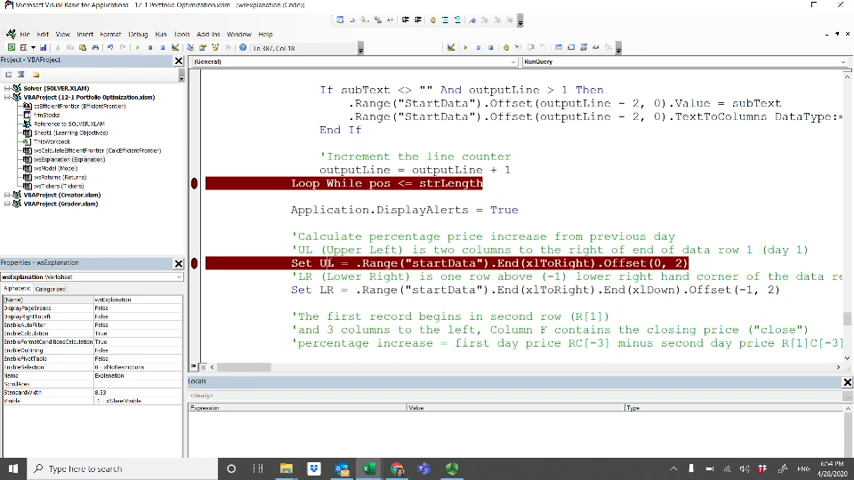 Microsoft Visual Basic for Applications - 12-1 Portfolio Optimization.xlsm - [wsExplanation (Code)]
File Edit View Insert Format Debug Run Tools Add-Ins Window Help
Ln 387, Col 18
Project - VBAProject
(General)
RunQuery
Solver (SOLVER.XLAM)
VBAProject (12-1 Portfolio Optimization.xlsm)
(EfficientFrontier)
frmStocks
Reference to SOLVER.XLAM
Sheet1 (Learning Objectives)
ThisWorkbook
wsCalculateEfficientFrontier (CalcEfficientFrontier)
wsExplanation (Explanation)
wsModel (Model)
wsReturns (Returns)
wsTickers (Tickers)
VBAProject (Creator.xlam)
VBAProject (Grader.xlam)
If subText <> "" And outputLine > 1 Then
.Range("StartData").Offset(outputLine - 2, 0).Value = subText
.Range("StartData").Offset(outputLine - 2, 0).TextToColumns DataType:=
End If
'Increment the line counter
outputLine = outputLine + 1
Loop While pos <= strLength
Application.DisplayAlerts = True
'Calculate percentage price increase from previous day
'UL (Upper Left) is two columns to the right of end of data row 1 (day 1)
Set UL = .Range("startData").End(xlToRight).Offset(0, 2)
'LR (Lower Right) is one row above (-1) lower right hand corner of the data re
Set LR = .Range("startData").End(xlToRight).End(xlDown).Offset(-1, 2)
'The first record begins in second row (R[1])
'and 3 columns to the left, Column F contains the closing price ("close")
'percentage increase = first day price RC[-3] minus second day price R[1]C[-3]
Properties - wsExplanation
wsExplanation Worksheet
Alphabetic Categorized
(Name) wsExplanation
DisplayPageBreaks False
DisplayRightToLeft False
EnableAutoFilter False
EnableCalculation True
EnableFormatConditionsCalculation True
EnableOutlining False
EnablePivotTable False
EnableSelection 0 - xlNoRestrictions
Name Explanation
ScrollArea
StandardWidth 8.33
Visible -1 - xlSheetVisible
Locals
<Ready>
Expression Value Type
Type here to search
ENG
6:54 PM
4/28/2020